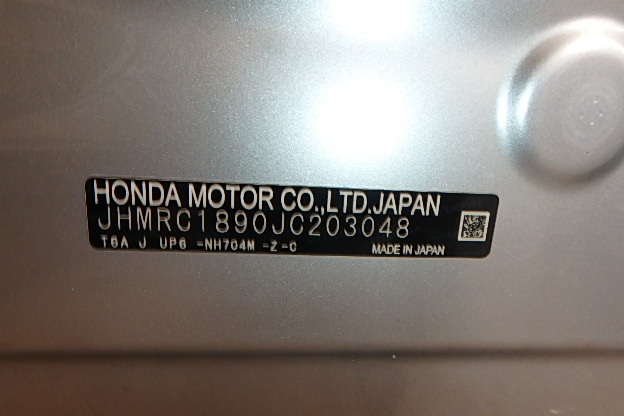 HONDA MOTOR CO.,LTD.JAPAN
JHMRC1890JC203048
T6A J UP6 =NH704M =Z =C
MADE IN JAPAN